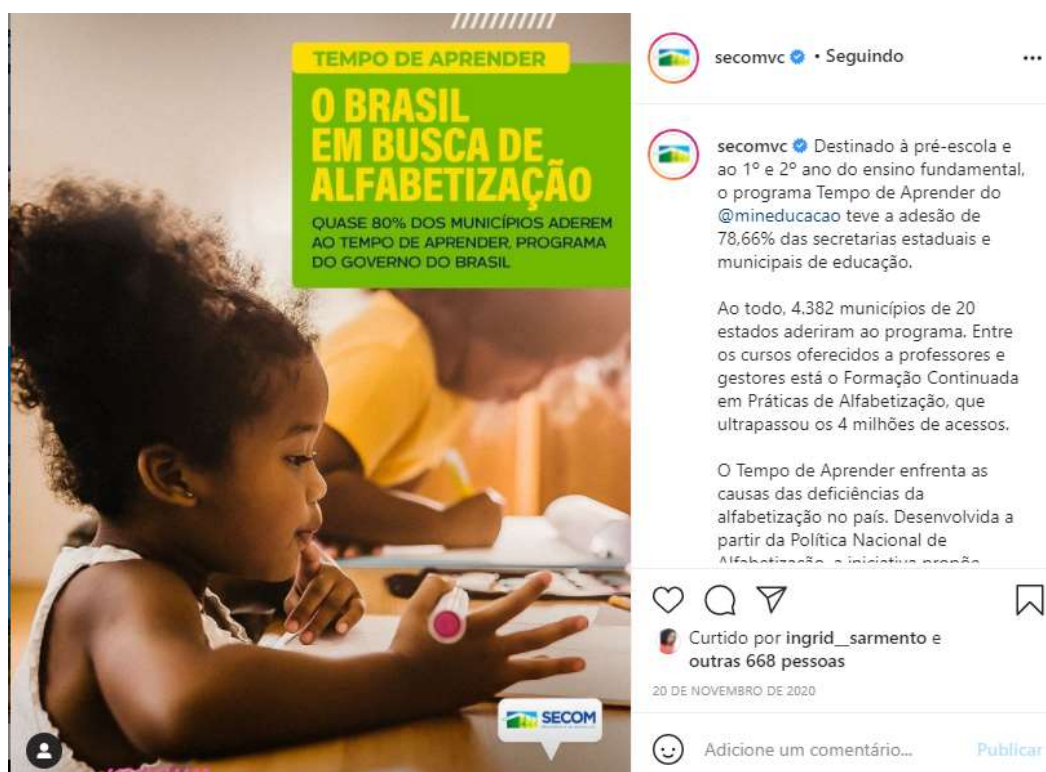 TEMPO DE APRENDER
O BRASIL
EM BUSCA DE
ALFABETIZAÇÃO
QUASE 80% DOS MUNICÍPIOS ADEREM
AO TEMPO DE APRENDER, PROGRAMA
DO GOVERNO DO BRASIL
SECOM
secomvc • Seguindo
secomvc Destinado à pré-escola e
ao 1º e 2º ano do ensino fundamental,
o programa Tempo de Aprender do
@mineducacao teve a adesão de
78,66% das secretarias estaduais e
municipais de educação.
Ao todo, 4.382 municípios de 20
estados aderiram ao programa. Entre
os cursos oferecidos a professores e
gestores está o Formação Continuada
em Práticas de Alfabetização, que
ultrapassou os 4 milhões de acessos.
O Tempo de Aprender enfrenta as
causas das deficiências da
alfabetização no país. Desenvolvida a
partir da Política Nacional de
Alfabetização, a iniciativa propõe
Curtido por ingrid__sarmento e
outras 668 pessoas
20 DE NOVEMBRO DE 2020
Adicione um comentário...
Publicar